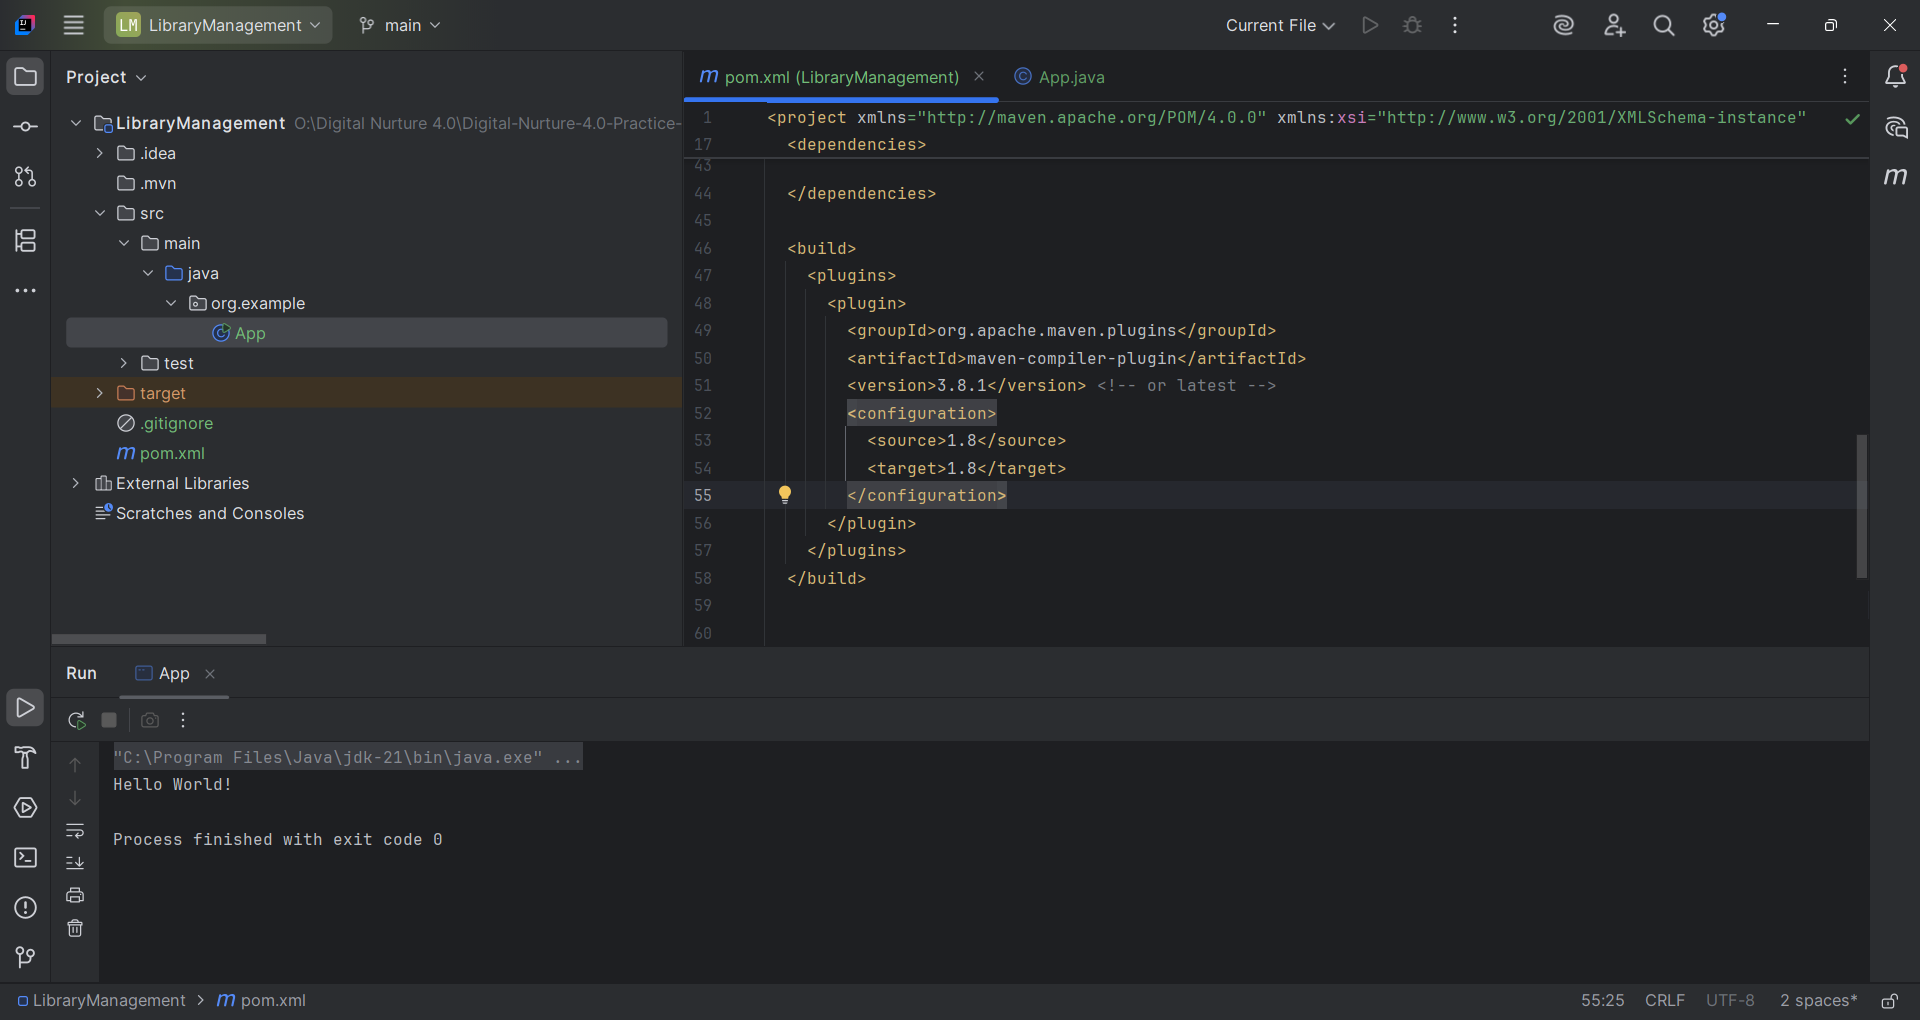 LM LibraryManagement main Current File
Project
pom.xml (LibraryManagement) App.java
LibraryManagement O:\Digital Nurture 4.0\Digital-Nurture-4.0-Practice-
.idea
.mvn
src
main
java
org.example
App
test
target
.gitignore
m pom.xml
External Libraries
Scratches and Consoles
1 <project xmlns="http://maven.apache.org/POM/4.0.0" xmlns:xsi="http://www.w3.org/2001/XMLSchema-instance"
17 <dependencies>
43
44 </dependencies>
45
46 <build>
47 <plugins>
48 <plugin>
49 <groupId>org.apache.maven.plugins</groupId>
50 <artifactId>maven-compiler-plugin</artifactId>
51 <version>3.8.1</version> <!-- or latest -->
52 <configuration>
53 <source>1.8</source>
54 <target>1.8</target>
55 </configuration>
56 </plugin>
57 </plugins>
58 </build>
59
60
Run App
"C:\Program Files\Java\jdk-21\bin\java.exe" ...
Hello World!
Process finished with exit code 0
LibraryManagement > m pom.xml 55:25 CRLF UTF-8 2 spaces*